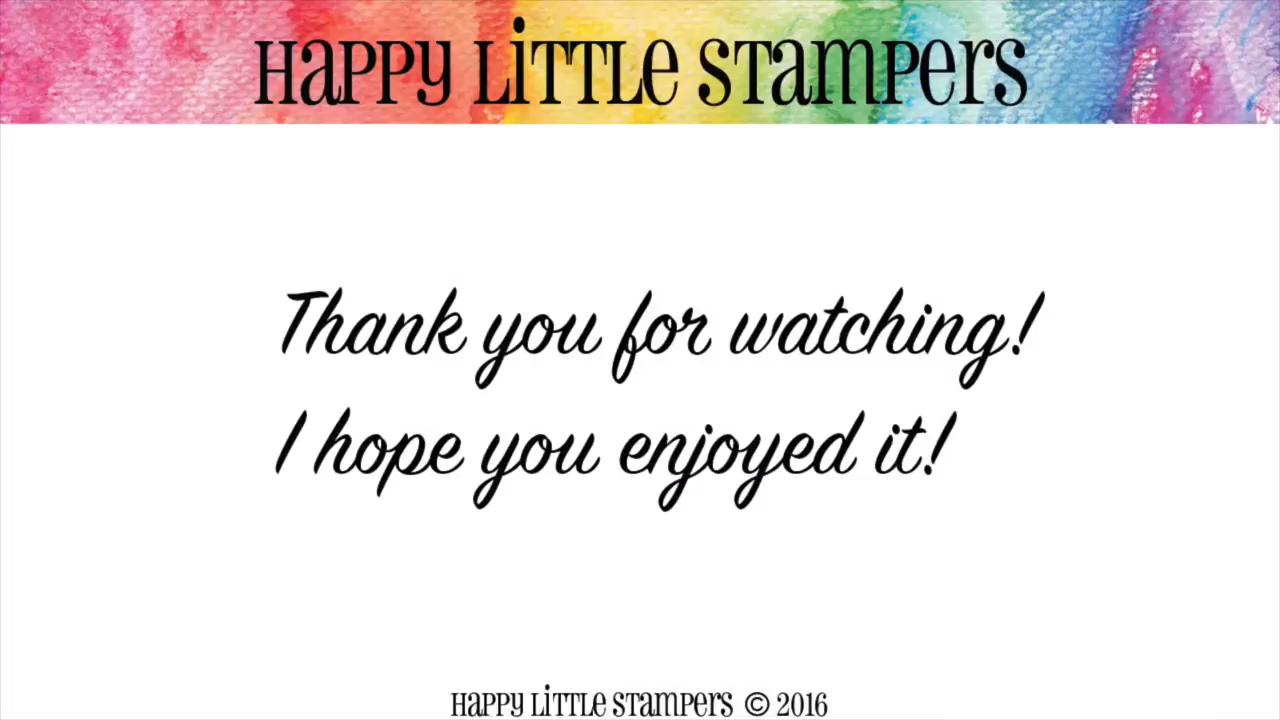 Happy Little Stampers
Thank you for watching!
I hope you enjoyed it!
Happy Little Stampers © 2016